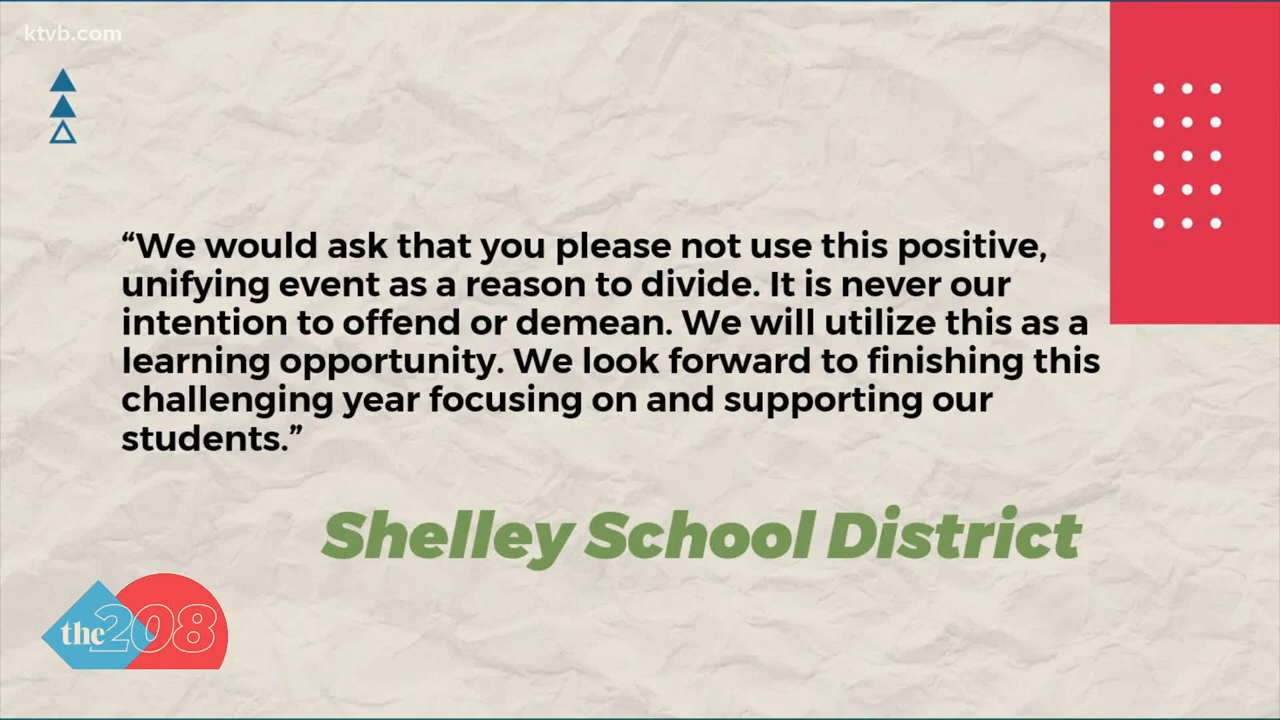 ktvb.com
“We would ask that you please not use this positive,
unifying event as a reason to divide. It is never our
intention to offend or demean. We will utilize this as a
learning opportunity. We look forward to finishing this
challenging year focusing on and supporting our
students.”
Shelley School District
the 208